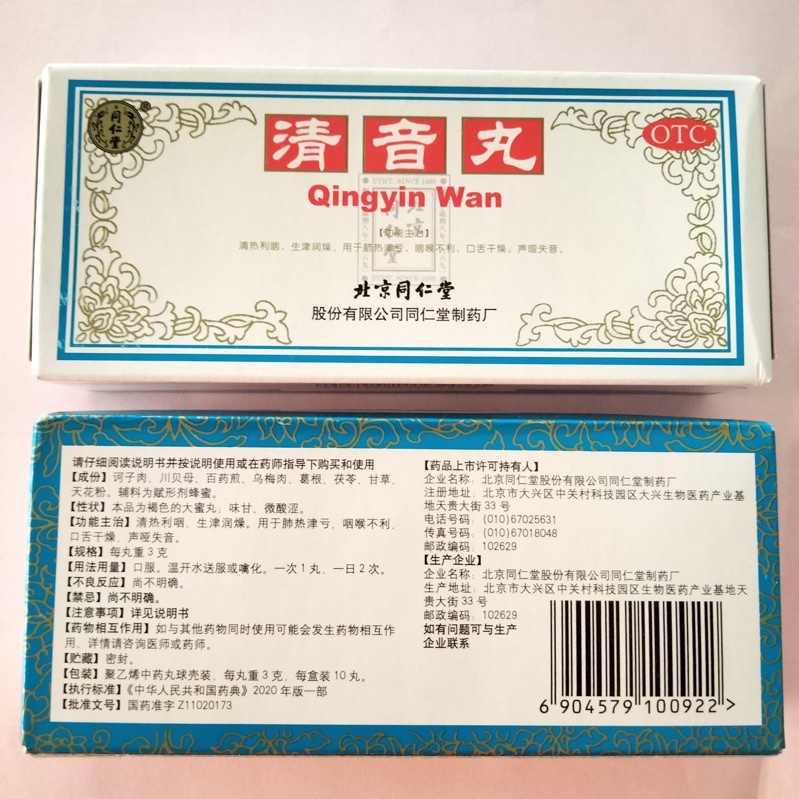 同仁堂
®
清音丸
OTC
Qingyin Wan
【功能主治】
清热利咽，生津润燥。用于肺热津亏，咽喉不利，口舌干燥，声哑失音。
北京同仁堂
股份有限公司同仁堂制药厂
请仔细阅读说明书并按说明使用或在药师指导下购买和使用
【成份】诃子肉、川贝母、百药煎、乌梅肉、葛根、茯苓、甘草、
天花粉。辅料为赋形剂蜂蜜。
【性状】本品为褐色的大蜜丸；味甘、微酸涩。
【功能主治】清热利咽，生津润燥。用于肺热津亏，咽喉不利，
口舌干燥，声哑失音。
【规格】每丸重3克
【用法用量】口服。温开水送服或噙化。一次1丸，一日2次。
【不良反应】尚不明确。
【禁忌】尚不明确。
【注意事项】详见说明书
【药物相互作用】如与其他药物同时使用可能会发生药物相互作
用，详情请咨询医师或药师。
【贮藏】密封。
【包装】聚乙烯中药丸球壳装，每丸重3克，每盒装10丸。
【执行标准】《中华人民共和国药典》2020年版一部
【批准文号】国药准字Z11020173
【药品上市许可持有人】
企业名称：北京同仁堂股份有限公司同仁堂制药厂
注册地址：北京市大兴区中关村科技园区大兴生物医药产业基
地天贵大街33号
电话号码：(010)67025631
传真号码：(010)67018048
邮政编码：102629
【生产企业】
企业名称：北京同仁堂股份有限公司同仁堂制药厂
生产地址：北京市大兴区中关村科技园区生物医药产业基地天
贵大街33号
邮政编码：102629
如有问题可与生产
企业联系
6 904579 100922 >